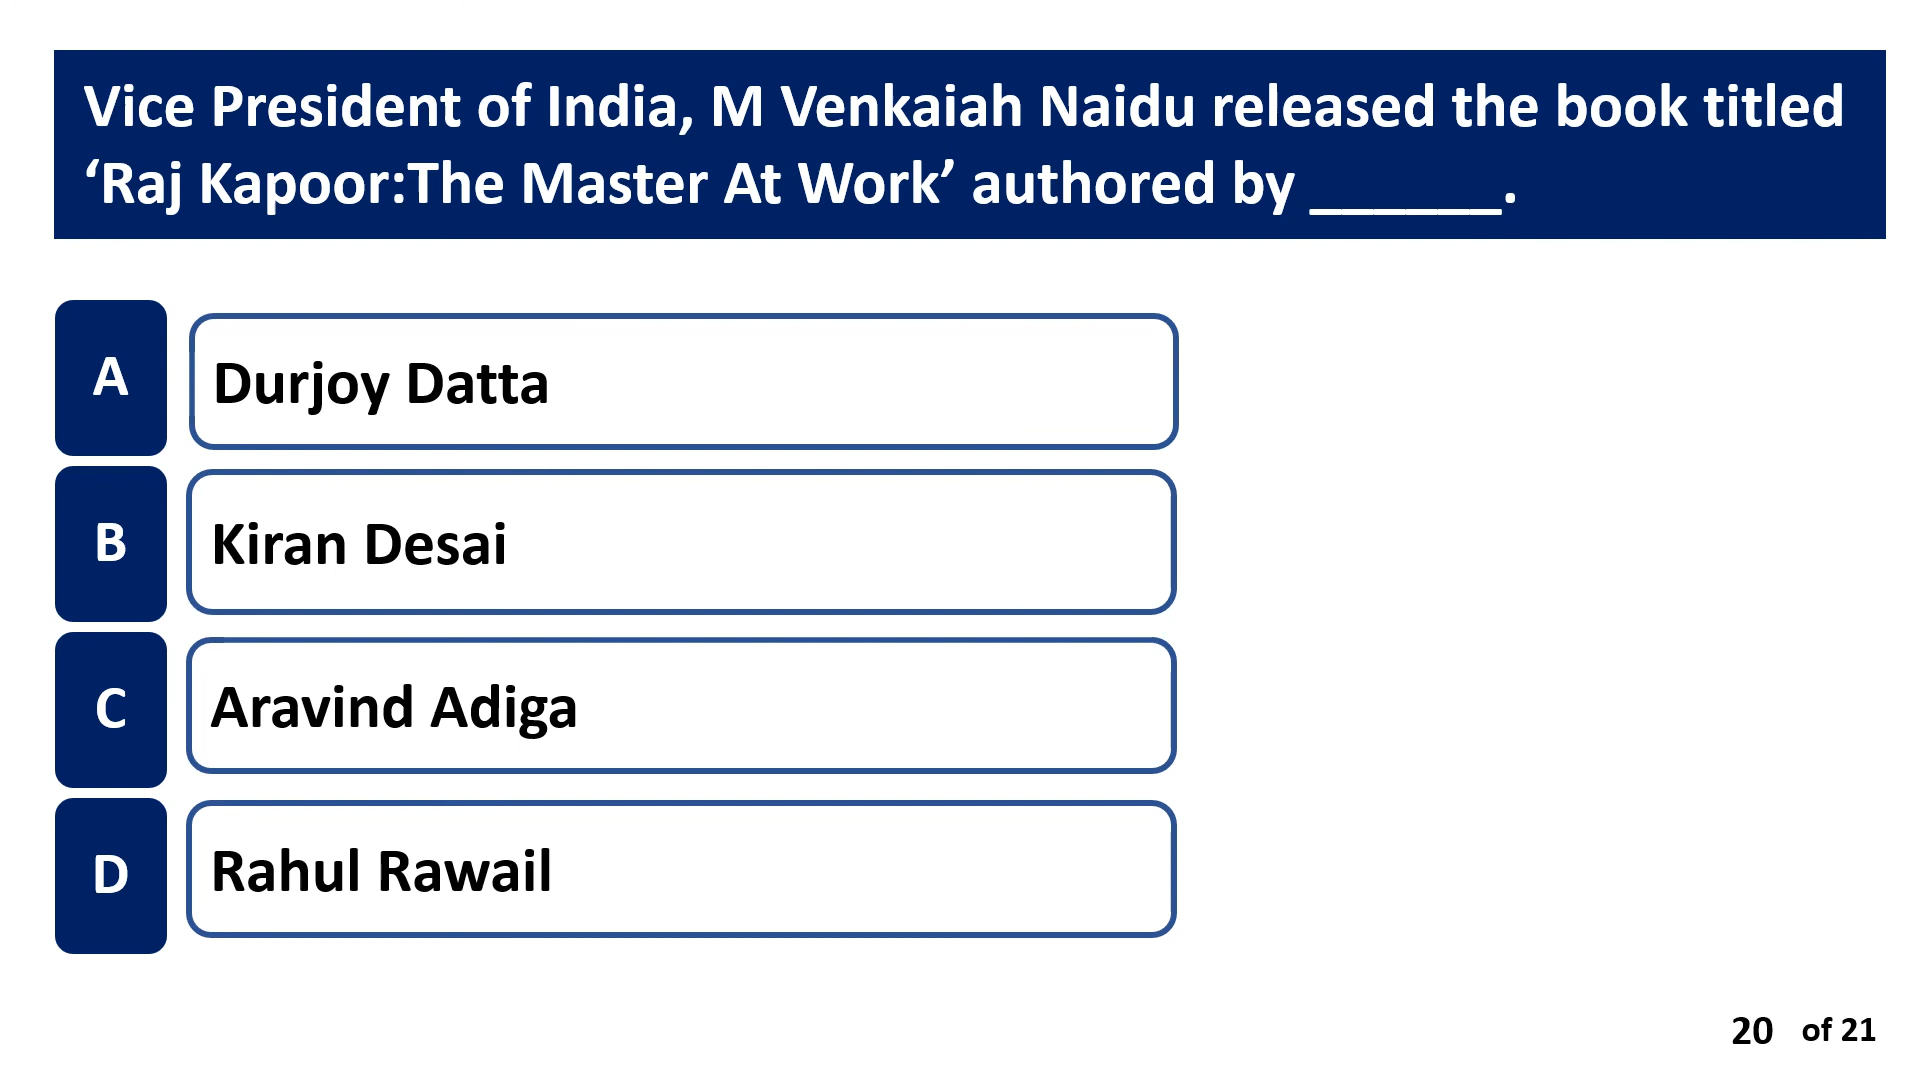 Vice President of India, M Venkaiah Naidu released the book titled
‘Raj Kapoor:The Master At Work’ authored by ______.
A
Durjoy Datta
B
Kiran Desai
C
Aravind Adiga
D
Rahul Rawail
20 of 21